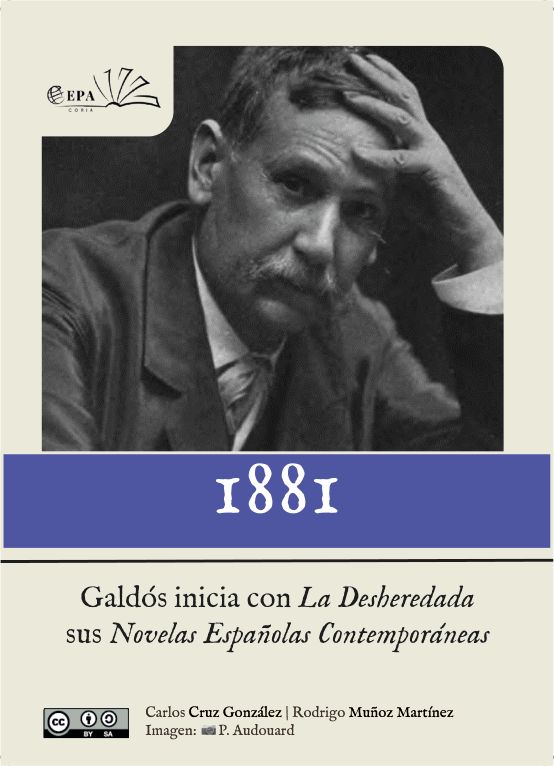 EPA
CORIA
1881
Galdós inicia con La Desheredada
sus Novelas Españolas Contemporáneas
cc BY SA
Carlos Cruz González | Rodrigo Muñoz Martínez
Imagen: P. Audouard